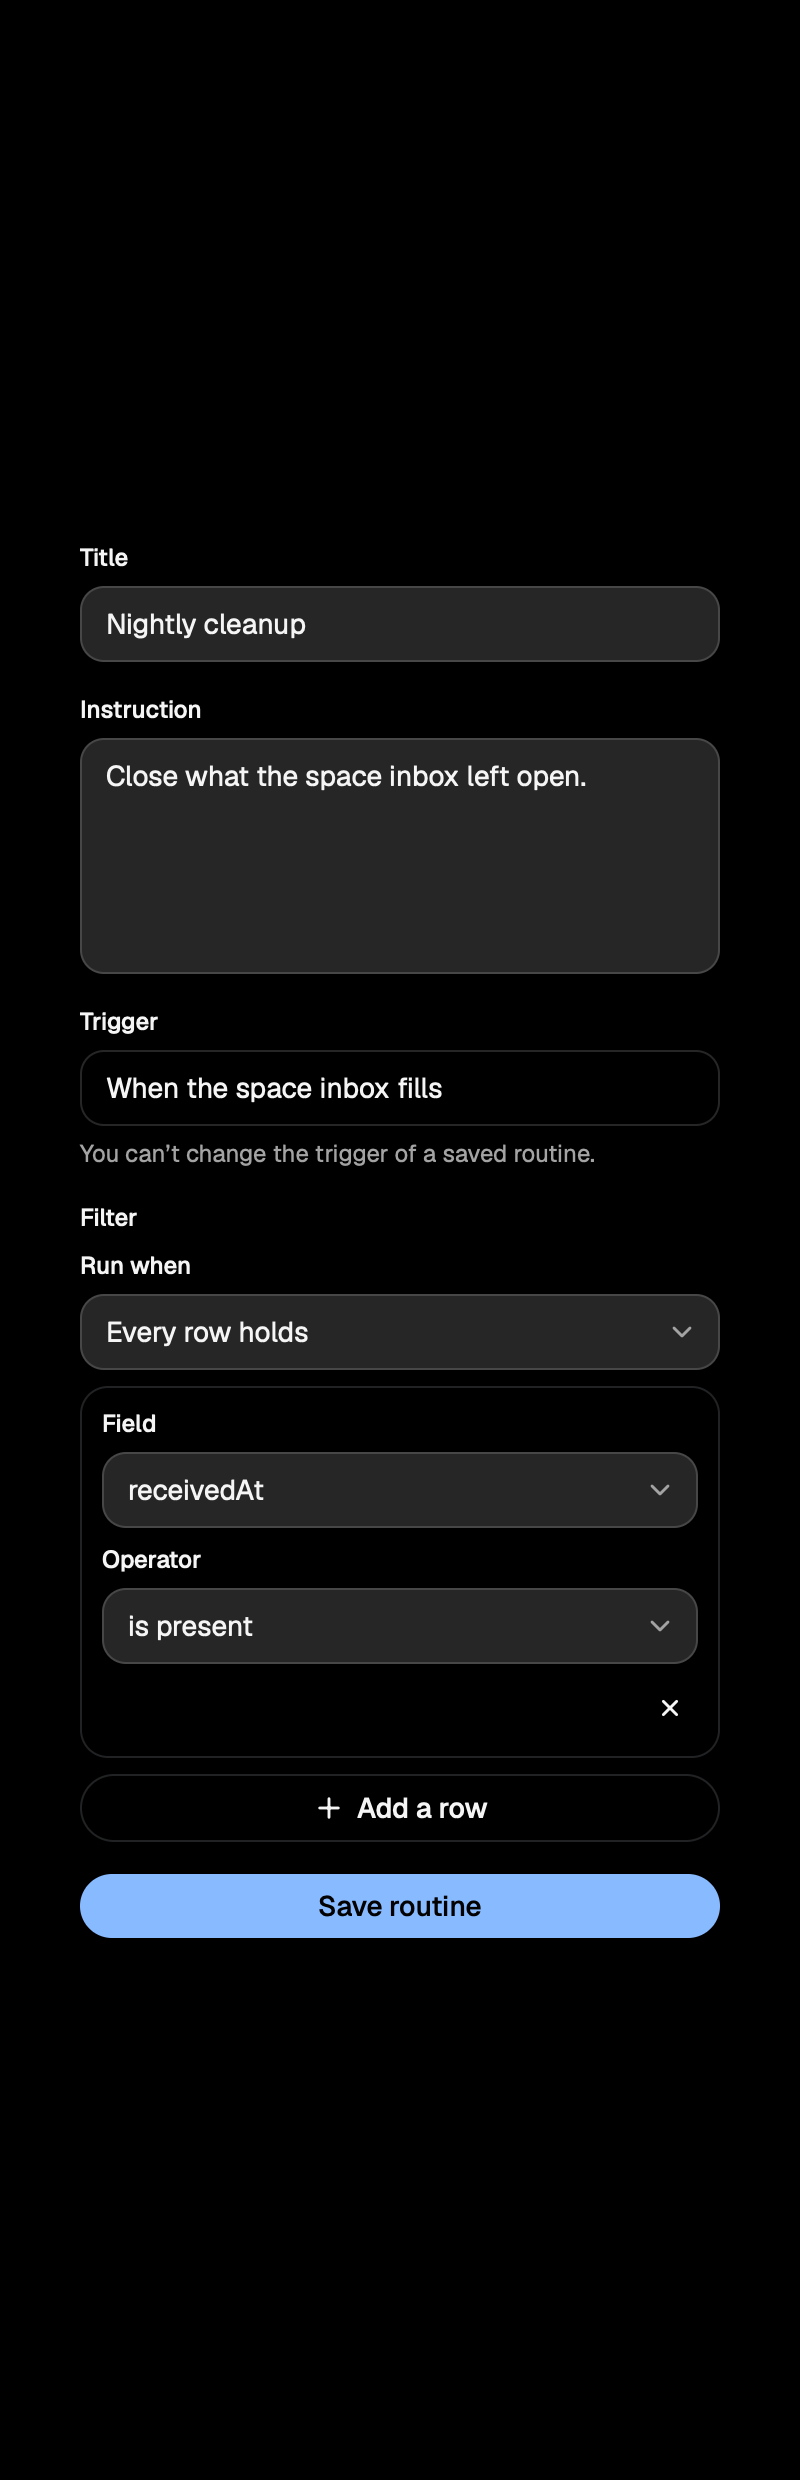 Title
Nightly cleanup
Instruction
Close what the space inbox left open.
Trigger
When the space inbox fills
You can’t change the trigger of a saved routine.
Filter
Run when
Every row holds
Field
receivedAt
Operator
is present
Add a row
Save routine